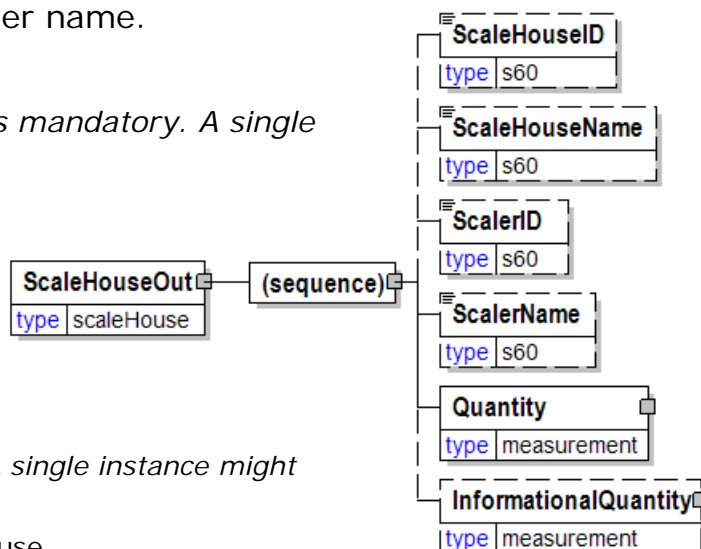 er name.
s mandatory. A single
single instance might
use
ScaleHouseOut
type scaleHouse
(sequence)
ScaleHouseID
type s60
ScaleHouseName
type s60
ScalerID
type s60
ScalerName
type s60
Quantity
type measurement
InformationalQuantity
type measurement